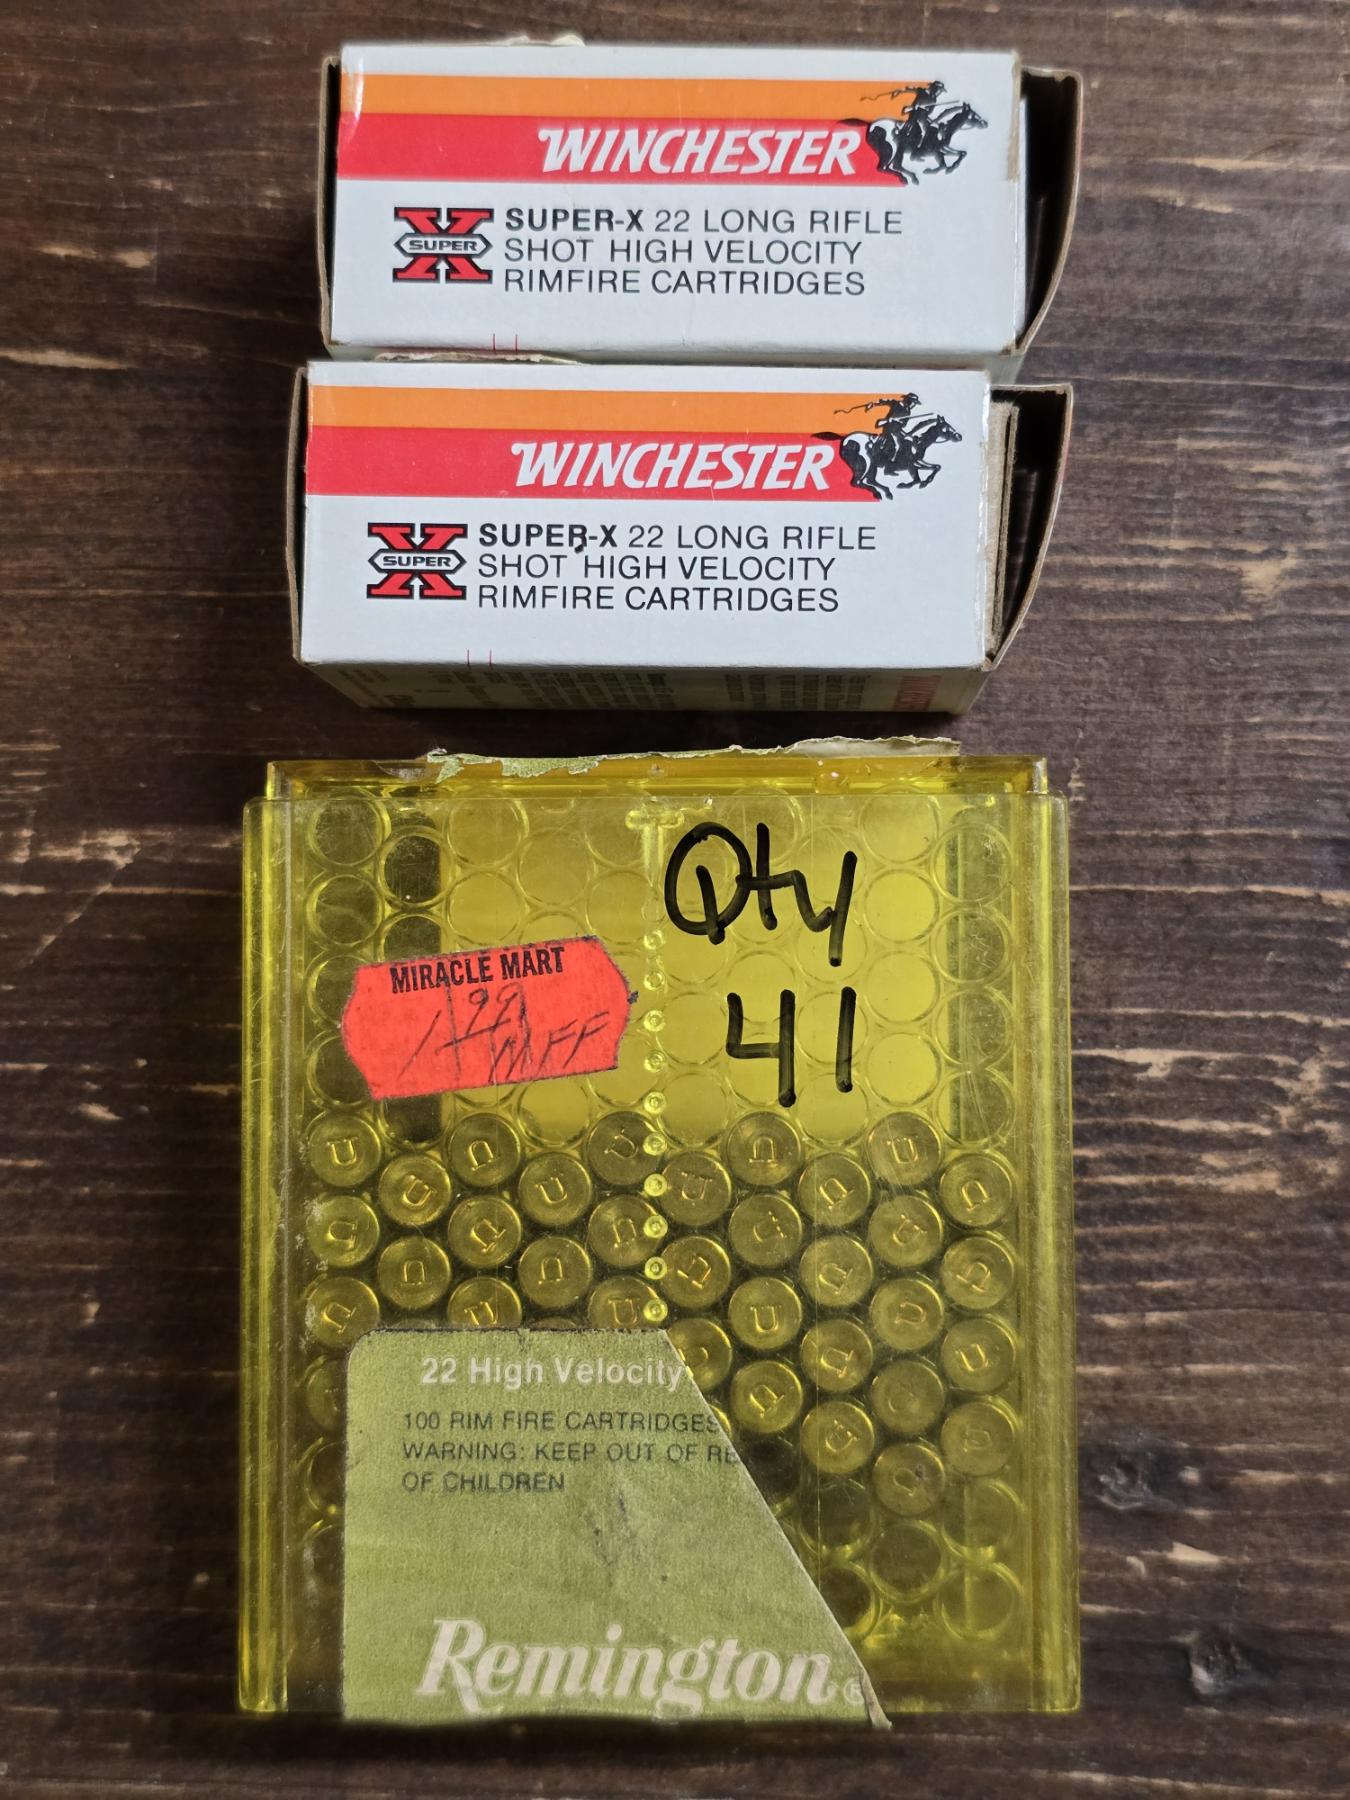 WINCHESTER
SUPER
SUPER-X 22 LONG RIFLE
SHOT HIGH VELOCITY
RIMFIRE CARTRIDGES
WINCHESTER
SUPER
SUPER-X 22 LONG RIFLE
SHOT HIGH VELOCITY
RIMFIRE CARTRIDGES
Qty
41
MIRACLE MART
1.99
MFF
22 High Velocity
100 RIM FIRE CARTRIDGES
WARNING: KEEP OUT OF RE
OF CHILDREN
Remington®